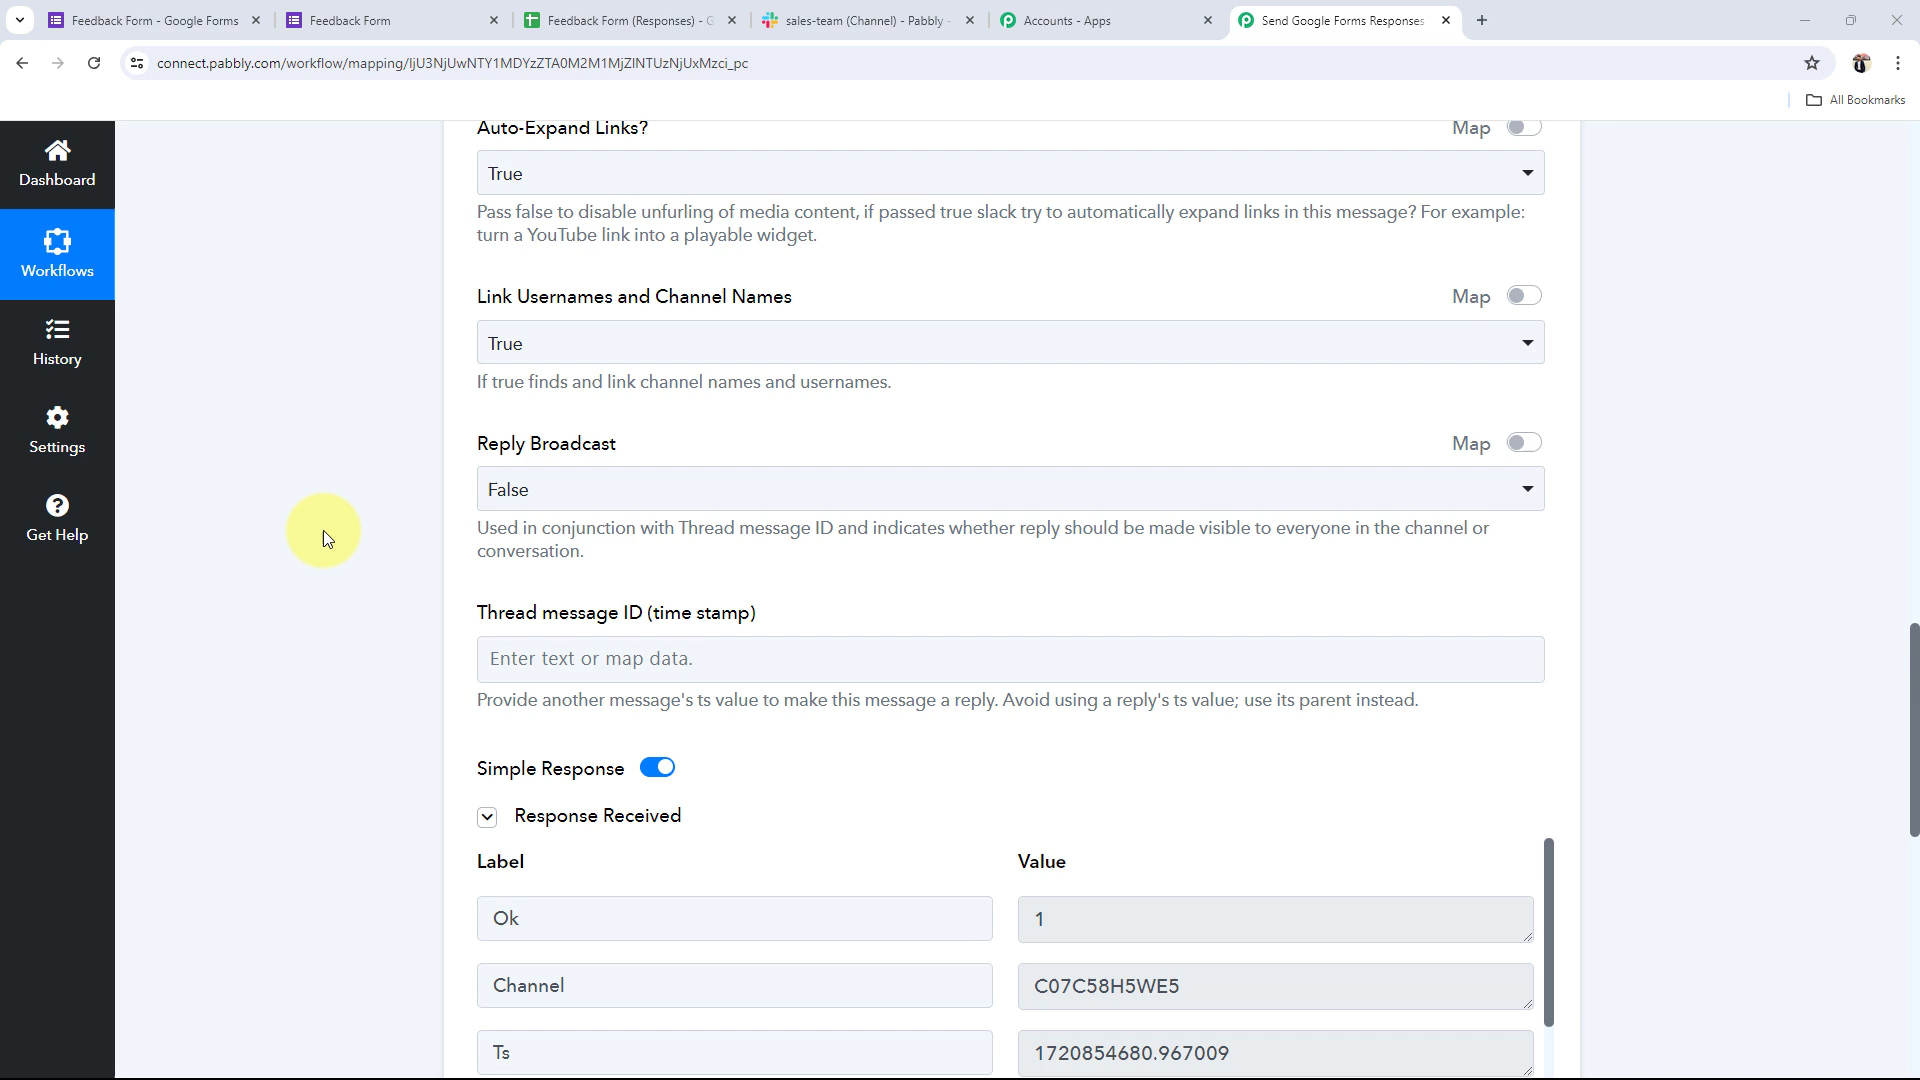 Feedback Form - Google Forms
Feedback Form
Feedback Form (Responses) - G
sales-team (Channel) - Pabbly -
Accounts - Apps
Send Google Forms Responses
connect.pabbly.com/workflow/mapping/IjU3NjUwNTY1MDYzZTA0M2M1MjZlNTUzNjUxMzci_pc
All Bookmarks
Dashboard
Workflows
History
Settings
Get Help
Auto-Expand Links?
Map
True
Pass false to disable unfurling of media content, if passed true slack try to automatically expand links in this message? For example:
turn a YouTube link into a playable widget.
Link Usernames and Channel Names
Map
True
If true finds and link channel names and usernames.
Reply Broadcast
Map
False
Used in conjunction with Thread message ID and indicates whether reply should be made visible to everyone in the channel or
conversation.
Thread message ID (time stamp)
Enter text or map data.
Provide another message's ts value to make this message a reply. Avoid using a reply's ts value; use its parent instead.
Simple Response
Response Received
Label
Value
Ok
1
Channel
C07C58H5WE5
Ts
1720854680.967009